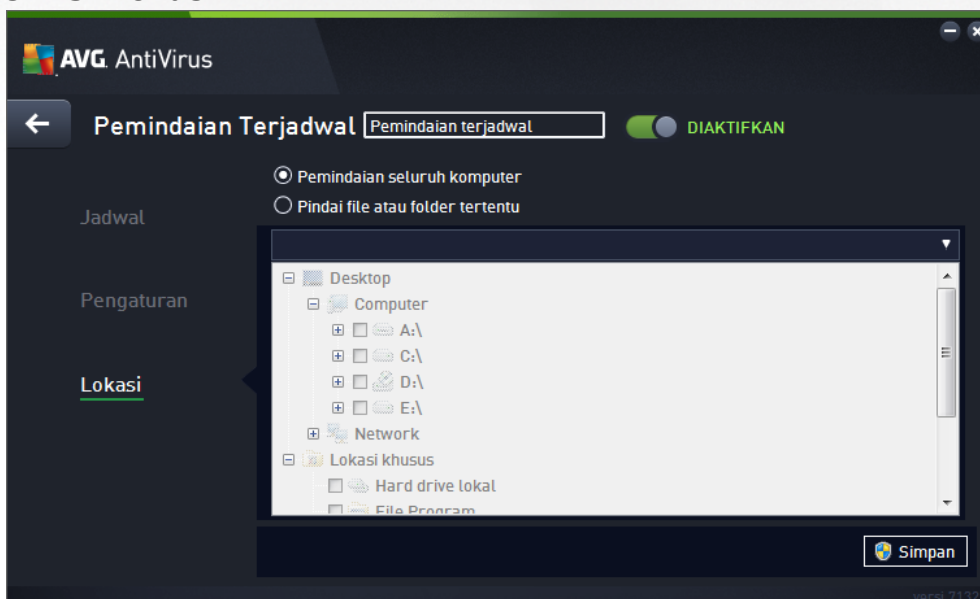 AVG. AntiVirus
Pemindaian Terjadwal Pemindaian terjadwal DIAKTIFKAN
Pemindaian seluruh komputer
Pindai file atau folder tertentu
Jadwal
Pengaturan
Lokasi
Desktop
Computer
A:\
C:\
D:\
E:\
Network
Lokasi khusus
Hard drive lokal
File Program
Simpan
versi